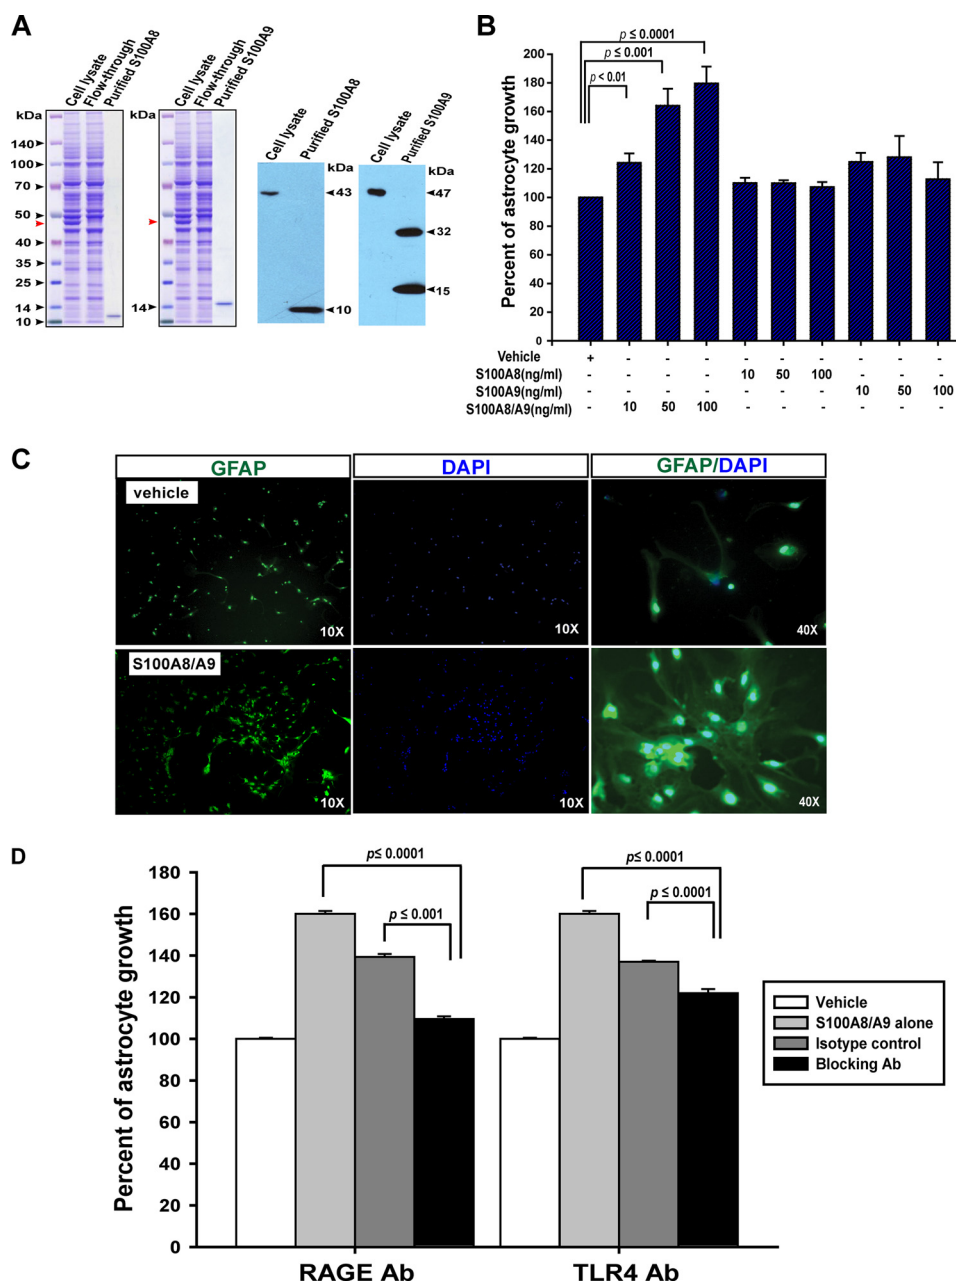 A
Cell lysate
Flow-through
Purified S100A8
kDa
140
100
70
50
40
35
25
14
10
Cell lysate
Flow-through
Purified S100A9
kDa
14
Cell lysate
Purified S100A8
kDa
43
10
Cell lysate
Purified S100A9
kDa
47
32
15
B
p ≤ 0.0001
p ≤ 0.001
p < 0.01
Percent of astrocyte growth
200
180
160
140
120
100
80
60
40
20
0
Vehicle + - - - - - - - - -
S100A8(ng/ml) - - - - 10 50 100 - - -
S100A9(ng/ml) - - - - - - - 10 50 100
S100A8/A9(ng/ml) - 10 50 100 - - - - - -
C
GFAP DAPI GFAP/DAPI
vehicle
10X 10X 40X
S100A8/A9
10X 10X 40X
D
Percent of astrocyte growth
180
160
140
120
100
80
60
40
20
0
p≤ 0.0001
p ≤ 0.001
p≤ 0.0001
p ≤ 0.0001
RAGE Ab TLR4 Ab
Vehicle
S100A8/A9 alone
Isotype control
Blocking Ab